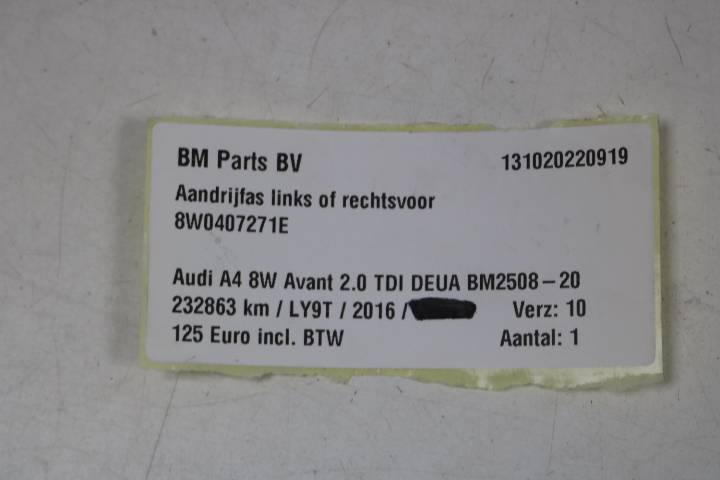 BM Parts BV 131020220919
Aandrijfas links of rechtsvoor
8W0407271E
Audi A4 8W Avant 2.0 TDI DEUA BM2508-20
232863 km / LY9T / 2016 / Verz: 10
125 Euro incl. BTW Aantal: 1